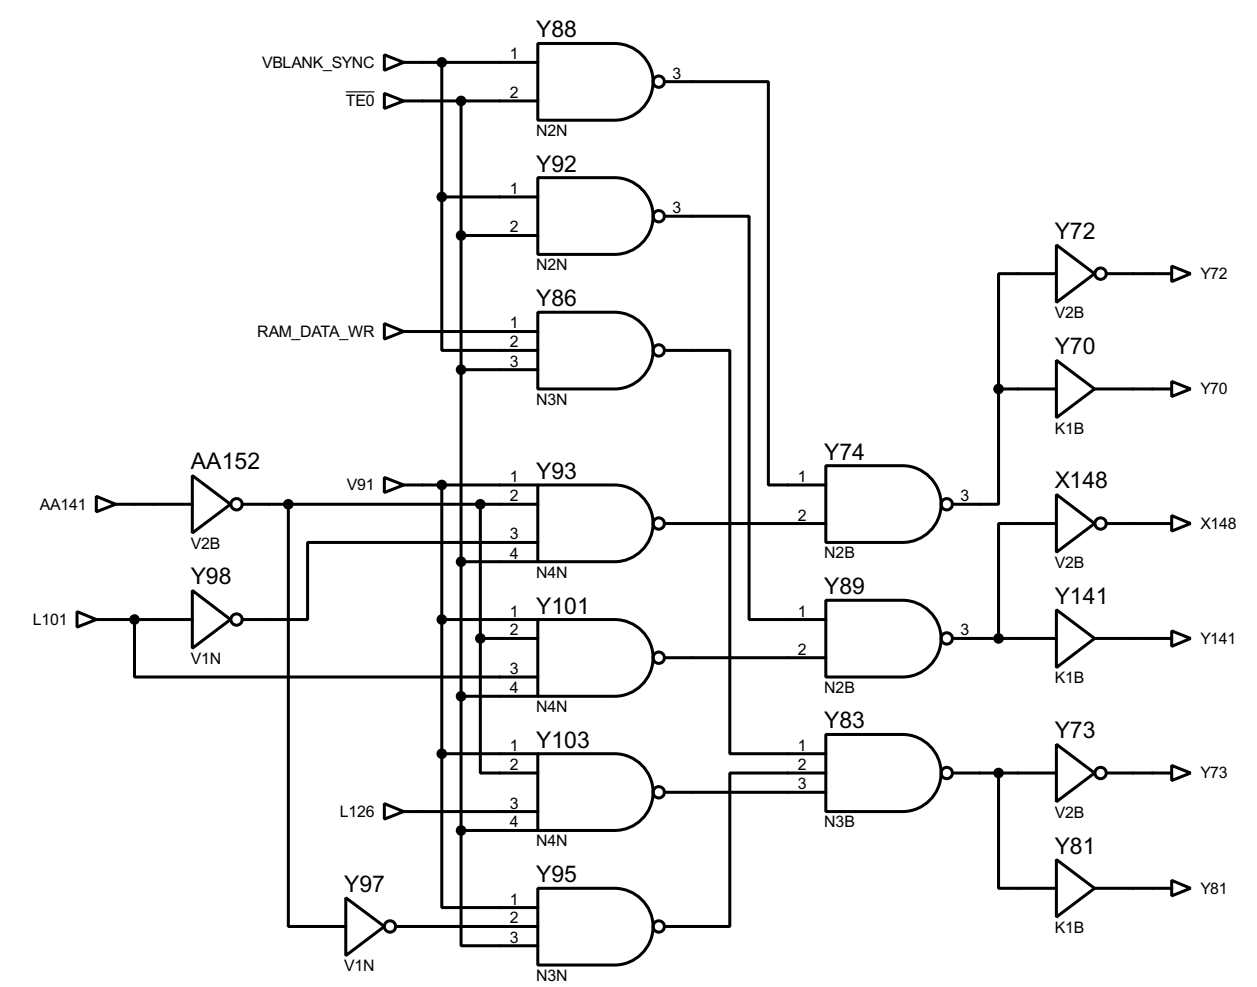 Y88
VBLANK_SYNC 1 3
TE0 2
N2N
Y92
1 3
2
N2N
Y72
Y72
V2B
Y86
RAM_DATA_WR 1
2
3
N3N
Y70
Y70
K1B
AA152 Y93 Y74 X148
V91 1 1
AA141 2 3
3 2 X148
V2B 4 N4N N2B V2B
Y98 Y101 Y89 Y141
L101 1 1
2 3 Y141
3 2
V1N 4 N4N N2B K1B
Y103 Y83 Y73
1 1
2 2 Y73
L126 3 3
4 N4N N3B V2B
Y97 Y95 Y81
1 Y81
2
3
V1N N3N K1B